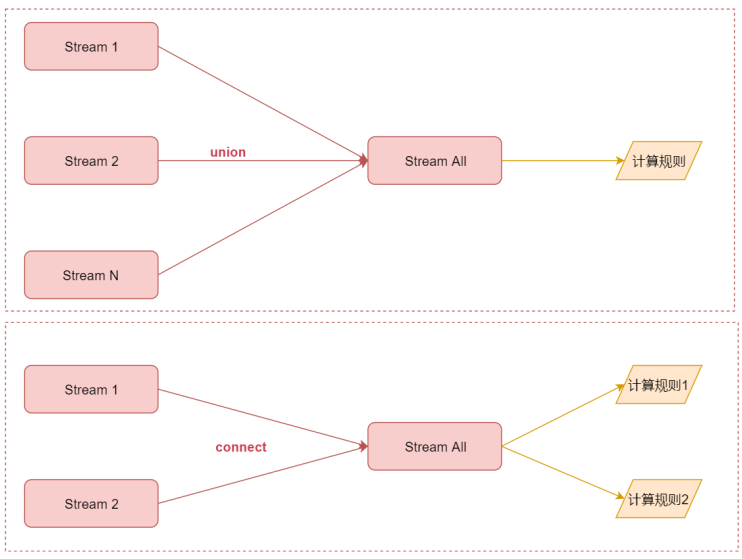 Stream 1
union
Stream 2
Stream All
计算规则
Stream N
Stream 1
计算规则1
connect
Stream All
Stream 2
计算规则2